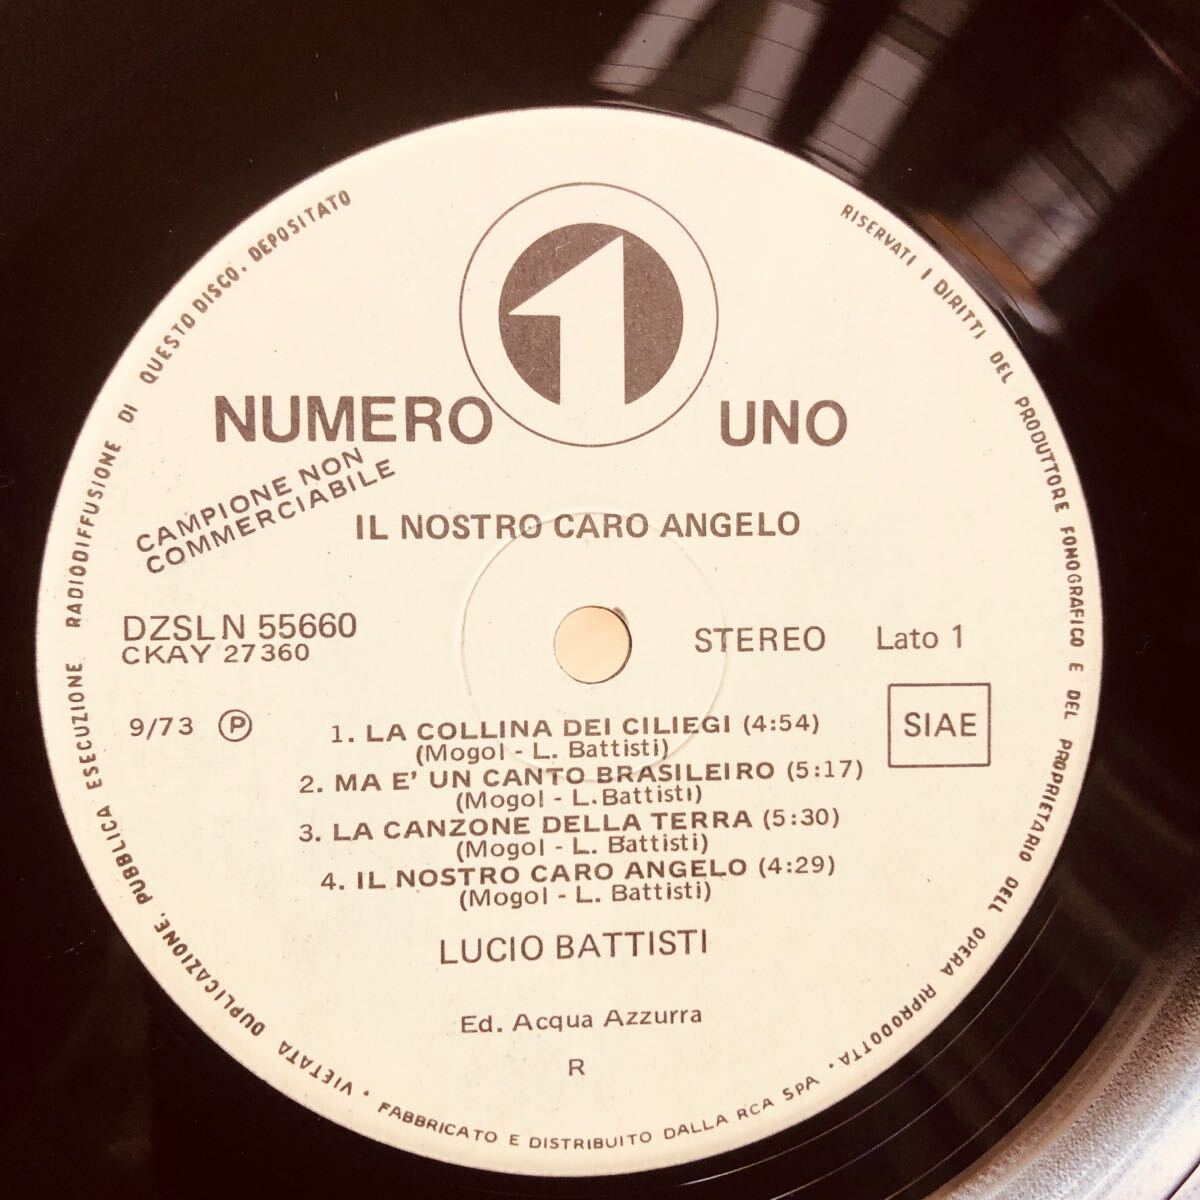 NUMERO 1 UNO
CAMPIONE NON
COMMERCIABILE
IL NOSTRO CARO ANGELO
DZSLN 55660
CKAY 27360
STEREO
Lato 1
9/73 Ⓟ
SIAE
1. LA COLLINA DEI CILIEGI (4:54)
(Mogol - L. Battisti)
2. MA E' UN CANTO BRASILEIRO (5:17)
(Mogol - L. Battisti)
3. LA CANZONE DELLA TERRA (5:30)
(Mogol - L. Battisti)
4. IL NOSTRO CARO ANGELO (4:29)
(Mogol - L. Battisti)
LUCIO BATTISTI
Ed. Acqua Azzurra
R
RISERVATI I DIRITTI DEL PRODUTTORE FONOGRAFICO E DEL PROPRIETARIO DELL OPERA RIPRODOTTA. VIETATA DUPLICAZIONE, PUBBLICA ESECUZIONE RADIODIFFUSIONE DI QUESTO DISCO. DEPOSITATO
• FABBRICATO E DISTRIBUITO DALLA RCA SPA •